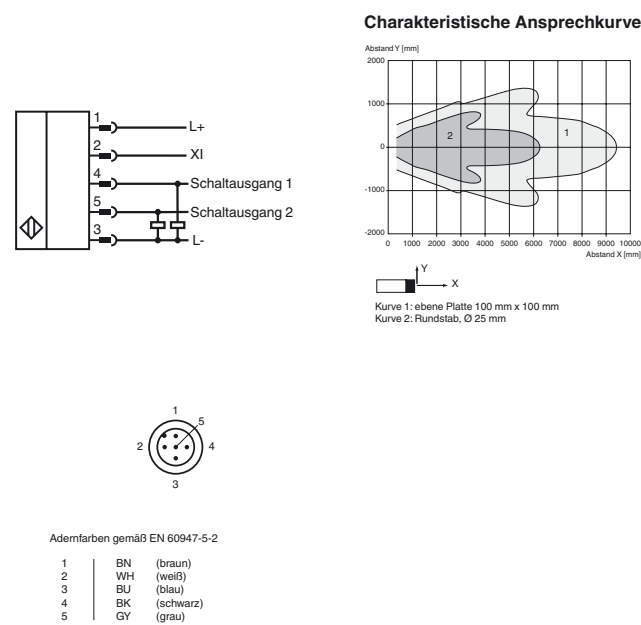 Charakteristische Ansprechkurve
Abstand Y [mm]
2000
1000
0
-1000
-2000
2
1
0 1000 2000 3000 4000 5000 6000 7000 8000 9000 10000
Abstand X [mm]
Y
X
Kurve 1: ebene Platte 100 mm x 100 mm
Kurve 2: Rundstab, Ø 25 mm
1
L+
2
XI
4
Schaltausgang 1
5
Schaltausgang 2
3
L-
1
5
2
4
3
Adernfarben gemäß EN 60947-5-2
1 BN (braun)
2 WH (weiß)
3 BU (blau)
4 BK (schwarz)
5 GY (grau)